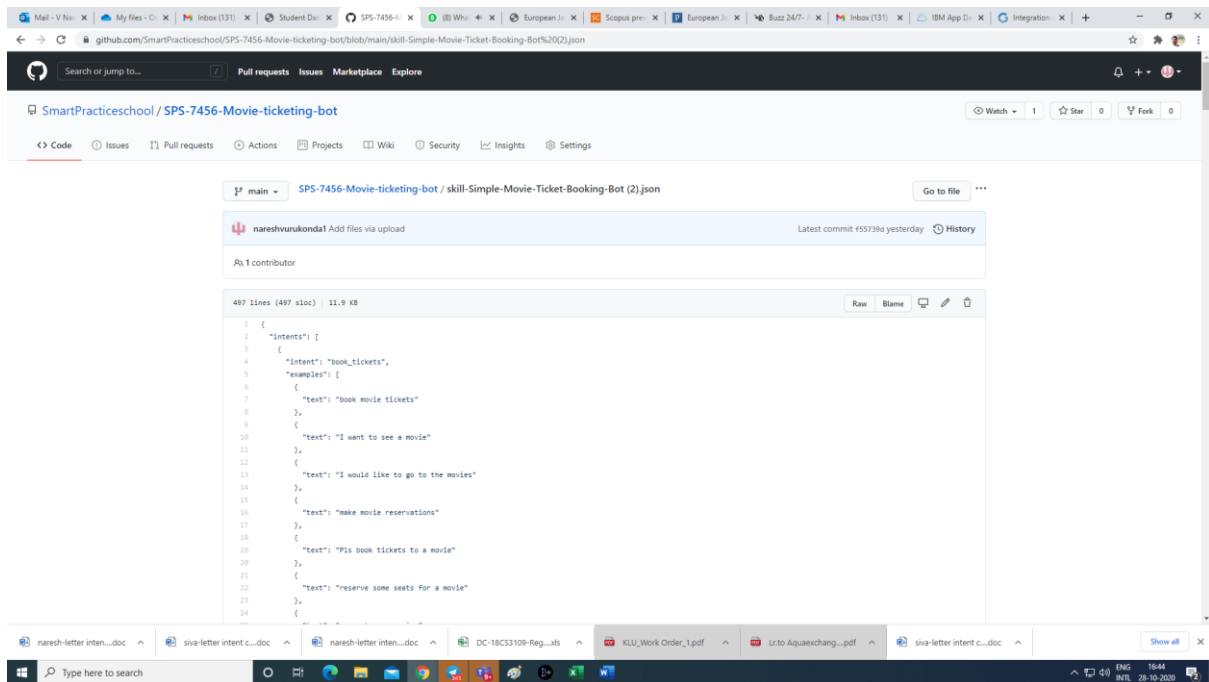 Mail - V Na
My files - O
Inbox (131)
Student Da
SPS-7456-M
(8) Wha
European Jo
Scopus pre
European Jo
Buzz 24/7- /
Inbox (131)
IBM App D
Integration
github.com/SmartPracticeschool/SPS-7456-Movie-ticketing-bot/blob/main/skill-Simple-Movie-Ticket-Booking-Bot%20(2).json
Search or jump to... / Pull requests Issues Marketplace Explore
SmartPracticeschool / SPS-7456-Movie-ticketing-bot
Watch 1 Star 0 Fork 0
<> Code Issues Pull requests Actions Projects Wiki Security Insights Settings
main SPS-7456-Movie-ticketing-bot / skill-Simple-Movie-Ticket-Booking-Bot (2).json Go to file ...
nareshvurukonda1 Add files via upload Latest commit f55739d yesterday History
1 contributor
497 lines (497 sloc) 11.9 KB Raw Blame
1 {
2 "intents": [
3 {
4 "intent": "book_tickets",
5 "examples": [
6 {
7 "text": "book movie tickets"
8 },
9 {
10 "text": "I want to see a movie"
11 },
12 {
13 "text": "I would like to go to the movies"
14 },
15 {
16 "text": "make movie reservations"
17 },
18 {
19 "text": "Pls book tickets to a movie"
20 },
21 {
22 "text": "reserve some seats for a movie"
23 },
24 {
naresh-letter inten....doc siva-letter intent c....doc naresh-letter inten....doc DC-18CS3109-Reg....xls KLU_Work Order_1.pdf Lr.to Aquaexchang....pdf siva-letter intent c....doc Show all
Type here to search ENG 16:44
INTL 28-10-2020